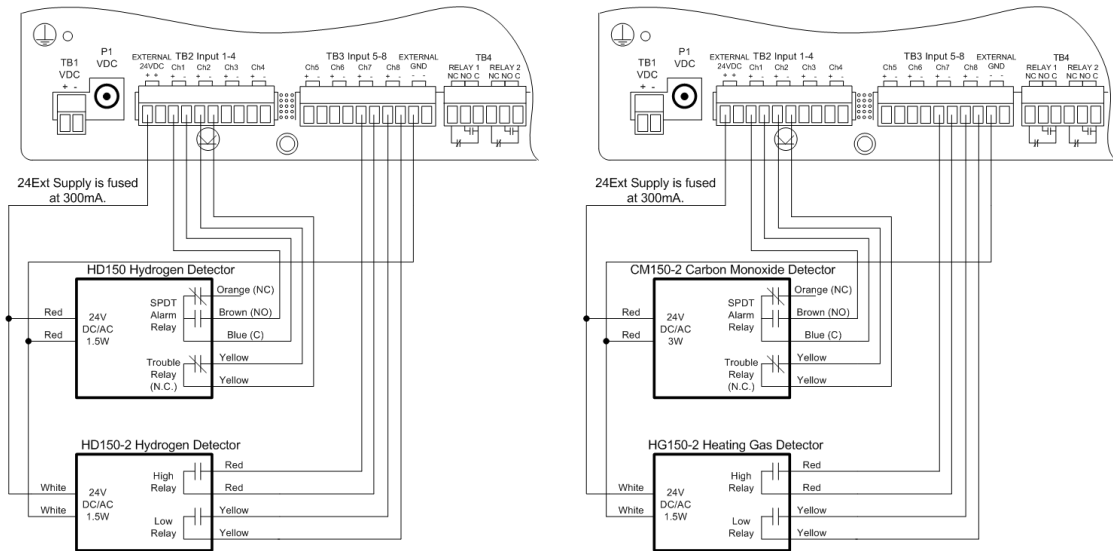 P1
VDC
TB1
VDC
+ -
EXTERNAL TB2 Input 1-4
24VDC Ch1 Ch2 Ch3 Ch4
+ + + - + - + - + -
TB3 Input 5-8 EXTERNAL
Ch5 Ch6 Ch7 Ch8 GND
+ - + - + - + - - -
TB4
RELAY 1 RELAY 2
NC NO C NC NO C
24Ext Supply is fused
at 300mA.
HD150 Hydrogen Detector
Red
Red
24V
DC/AC
1.5W
SPDT
Alarm
Relay
Orange (NC)
Brown (NO)
Blue (C)
Trouble
Relay
(N.C.)
Yellow
Yellow
HD150-2 Hydrogen Detector
White
White
24V
DC/AC
1.5W
High
Relay
Red
Red
Low
Relay
Yellow
Yellow
P1
VDC
TB1
VDC
+ -
EXTERNAL TB2 Input 1-4
24VDC Ch1 Ch2 Ch3 Ch4
+ + + - + - + - + -
TB3 Input 5-8 EXTERNAL
Ch5 Ch6 Ch7 Ch8 GND
+ - + - + - + - - -
TB4
RELAY 1 RELAY 2
NC NO C NC NO C
24Ext Supply is fused
at 300mA.
CM150-2 Carbon Monoxide Detector
Red
Red
24V
DC/AC
3W
SPDT
Alarm
Relay
Orange (NC)
Brown (NO)
Blue (C)
Trouble
Relay
(N.C.)
Yellow
Yellow
HG150-2 Heating Gas Detector
White
White
24V
DC/AC
1.5W
High
Relay
Red
Red
Low
Relay
Yellow
Yellow